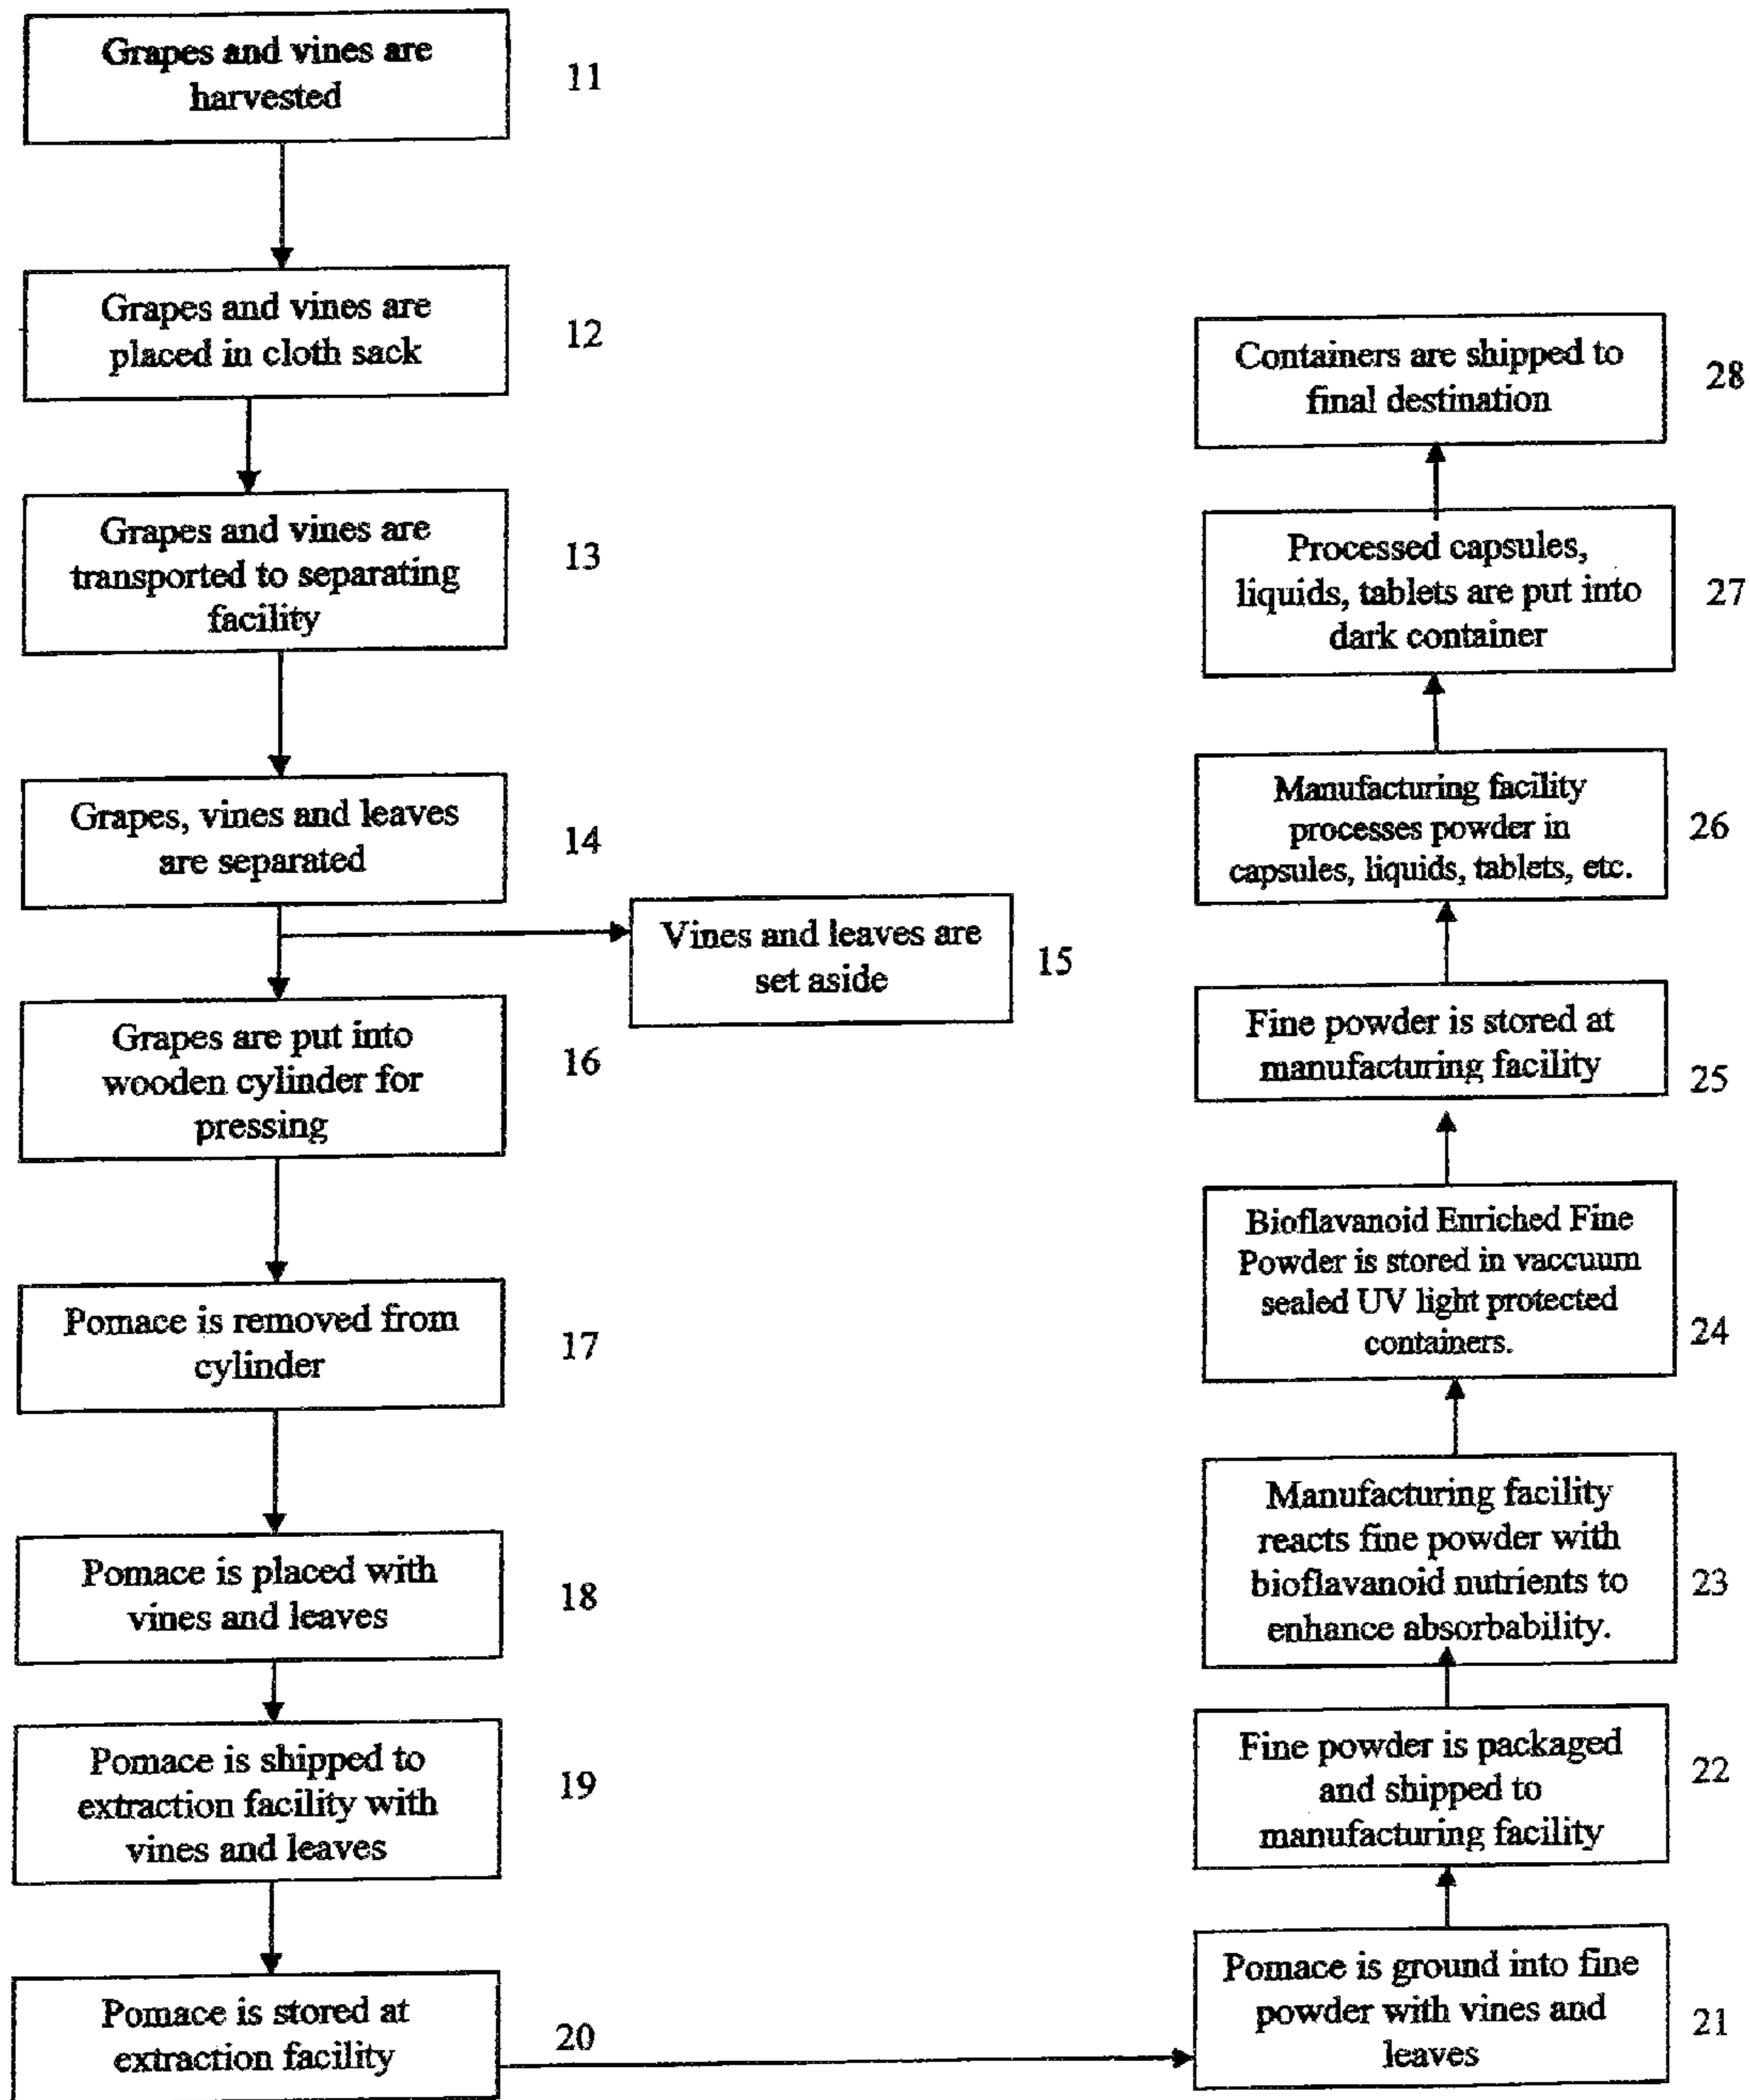 Grapes and vines are
harvested
11
Grapes and vines are
placed in cloth sack
12
Grapes and vines are
transported to separating
facility
13
Grapes, vines and leaves
are separated
14
Vines and leaves are
set aside
15
Grapes are put into
wooden cylinder for
pressing
16
Pomace is removed from
cylinder
17
Pomace is placed with
vines and leaves
18
Pomace is shipped to
extraction facility with
vines and leaves
19
Pomace is stored at
extraction facility
20
Pomace is ground into fine
powder with vines and
leaves
21
Fine powder is packaged
and shipped to
manufacturing facility
22
Manufacturing facility
reacts fine powder with
bioflavanoid nutrients to
enhance absorbability.
23
Bioflavanoid Enriched Fine
Powder is stored in vaccuum
sealed UV light protected
containers.
24
Fine powder is stored at
manufacturing facility
25
Manufacturing facility
processes powder in
capsules, liquids, tablets, etc.
26
Processed capsules,
liquids, tablets are put into
dark container
27
Containers are shipped to
final destination
28